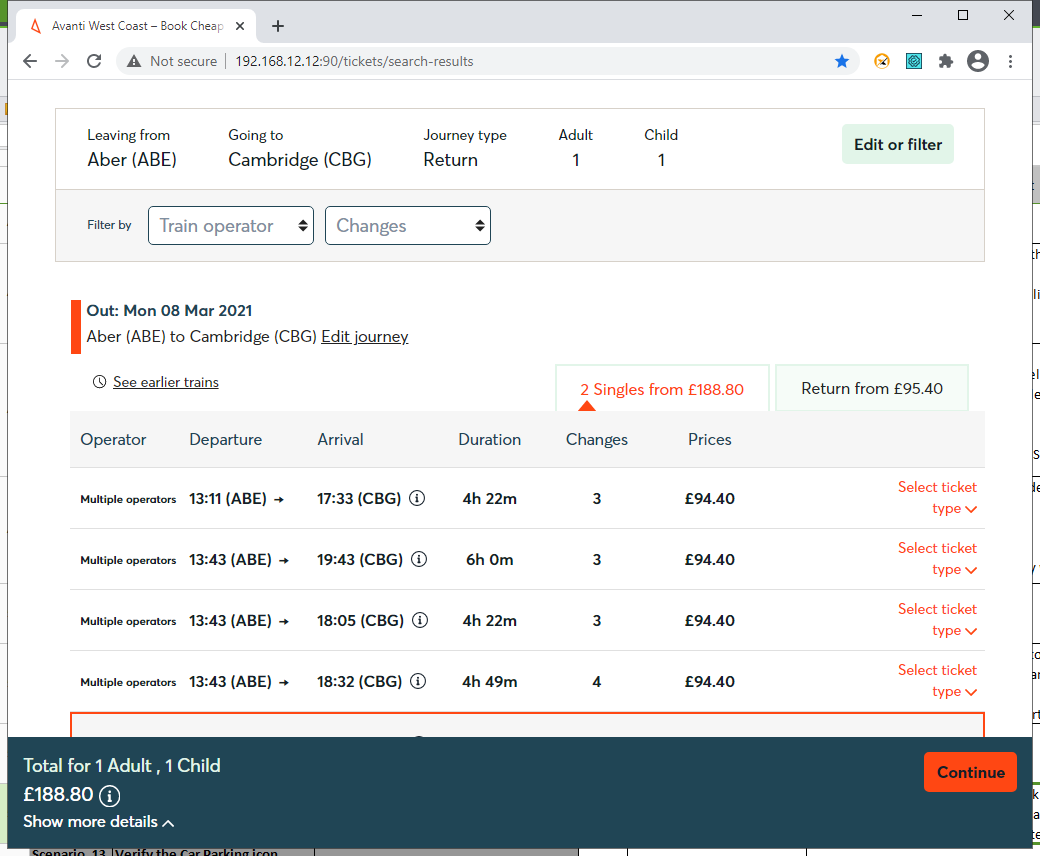 Avanti West Coast – Book Cheap
Not secure 192.168.12.12:90/tickets/search-results
Leaving from Going to Journey type Adult Child
Aber (ABE) Cambridge (CBG) Return 1 1
Edit or filter
Filter by Train operator Changes
Out: Mon 08 Mar 2021
Aber (ABE) to Cambridge (CBG) Edit journey
See earlier trains
2 Singles from £188.80 Return from £95.40
Operator Departure Arrival Duration Changes Prices
Multiple operators 13:11 (ABE) → 17:33 (CBG) 4h 22m 3 £94.40 Select ticket
type
Multiple operators 13:43 (ABE) → 19:43 (CBG) 6h 0m 3 £94.40 Select ticket
type
Multiple operators 13:43 (ABE) → 18:05 (CBG) 4h 22m 3 £94.40 Select ticket
type
Multiple operators 13:43 (ABE) → 18:32 (CBG) 4h 49m 4 £94.40 Select ticket
type
Total for 1 Adult , 1 Child
£188.80
Show more details
Continue
Scenario 13 Verify the Car Parking icon